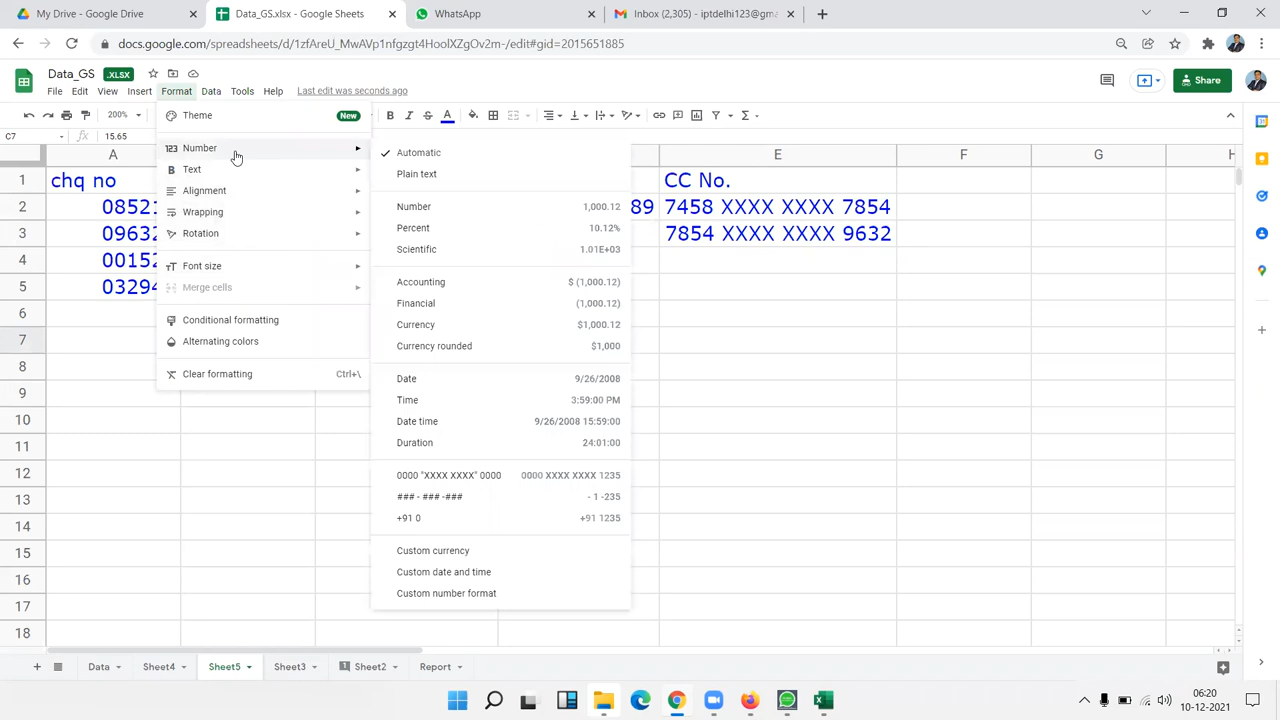 My Drive - Google Drive
Data_GS.xlsx - Google Sheets
WhatsApp
Inbox (2,305) - iptdelhi123@gma
docs.google.com/spreadsheets/d/1zfAreU_MwAVp1nfgzgt4HoolXZgOv2m-/edit#gid=2015651885
Data_GS .XLSX
File Edit View Insert Format Data Tools Help Last edit was seconds ago
Share
200%
Theme New
C7 fx 15.65
A E F G H
Number
Text
Alignment
Wrapping
Rotation
Font size
Merge cells
Conditional formatting
Alternating colors
Clear formatting Ctrl+\
Automatic
Plain text
Number 1,000.12
Percent 10.12%
Scientific 1.01E+03
Accounting $ (1,000.12)
Financial (1,000.12)
Currency $1,000.12
Currency rounded $1,000
Date 9/26/2008
Time 3:59:00 PM
Date time 9/26/2008 15:59:00
Duration 24:01:00
0000 "XXXX XXXX" 0000 0000 XXXX XXXX 1235
### - ### -### - 1 -235
+91 0 +91 1235
Custom currency
Custom date and time
Custom number format
1 chq no CC No.
2 0852 89 7458 XXXX XXXX 7854
3 09632 7854 XXXX XXXX 9632
4 00152
5 03294
6
7
8
9
10
11
12
13
14
15
16
17
18
Data Sheet4 Sheet5 Sheet3 1 Sheet2 Report
06:20
10-12-2021